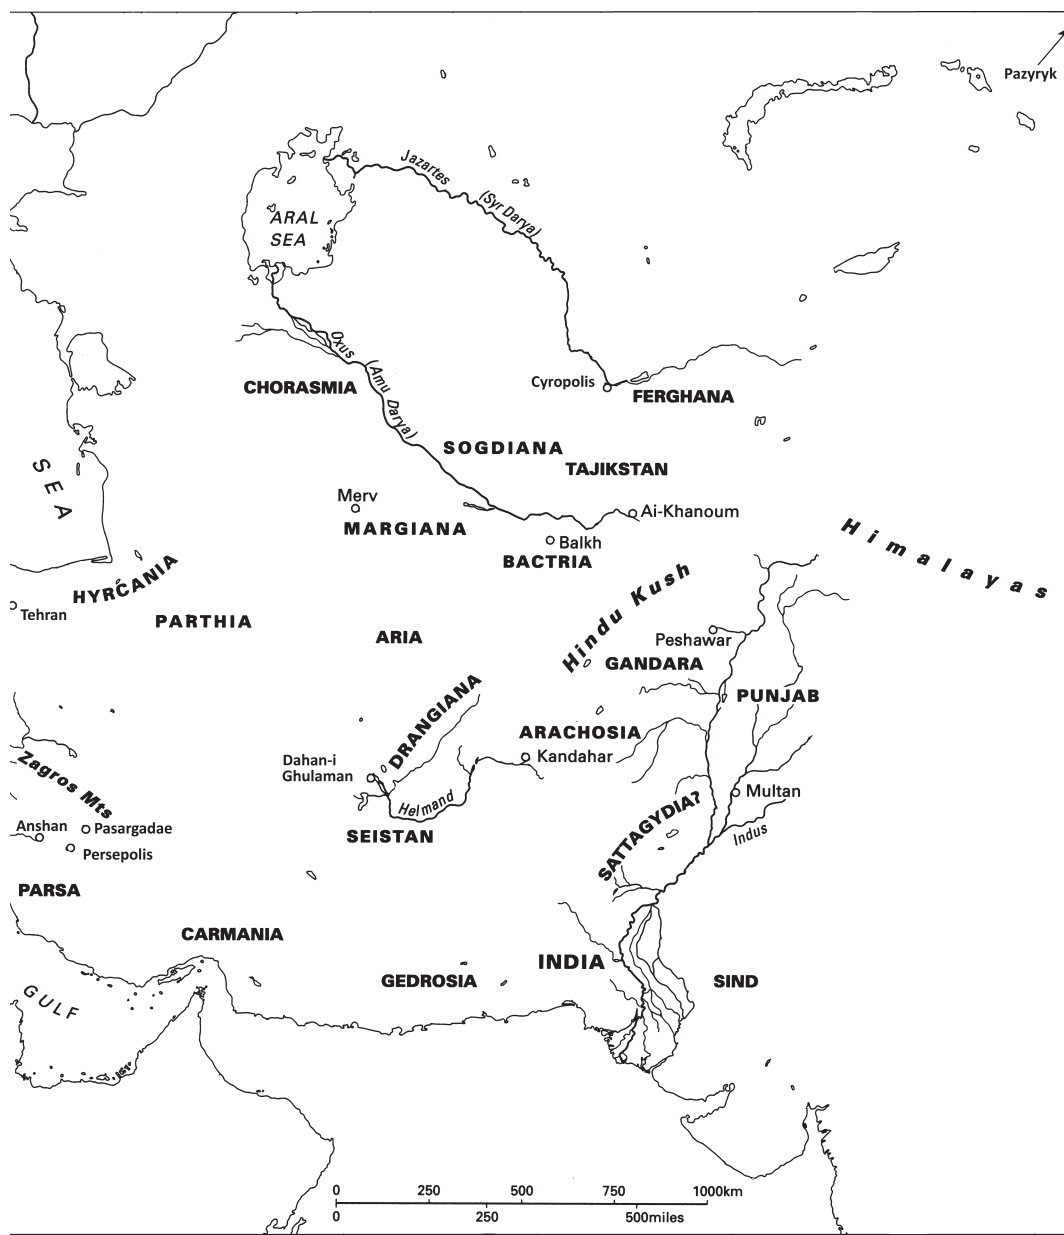 Pazyryk
Jazartes
(Syr Darya)
ARAL
SEA
Oxus
(Amu Darya)
Cyropolis
FERGHANA
CHORASMIA
SOGDIANA
TAJIKSTAN
SEA
Merv
Ai-Khanoum
MARGIANA
Balkh
BACTRIA
Himalayas
HYRCANIA
Tehran
PARTHIA
ARIA
Hindu Kush
Peshawar
GANDARA
PUNJAB
DRANGIANA
ARACHOSIA
Kandahar
Dahan-i
Ghulaman
Zagros Mts
Helmand
Multan
SATTAGYDIA?
Indus
Anshan
Pasargadae
Persepolis
SEISTAN
PARSA
CARMANIA
GEDROSIA
INDIA
SIND
GULF
0 250 500 750 1000km
0 250 500miles